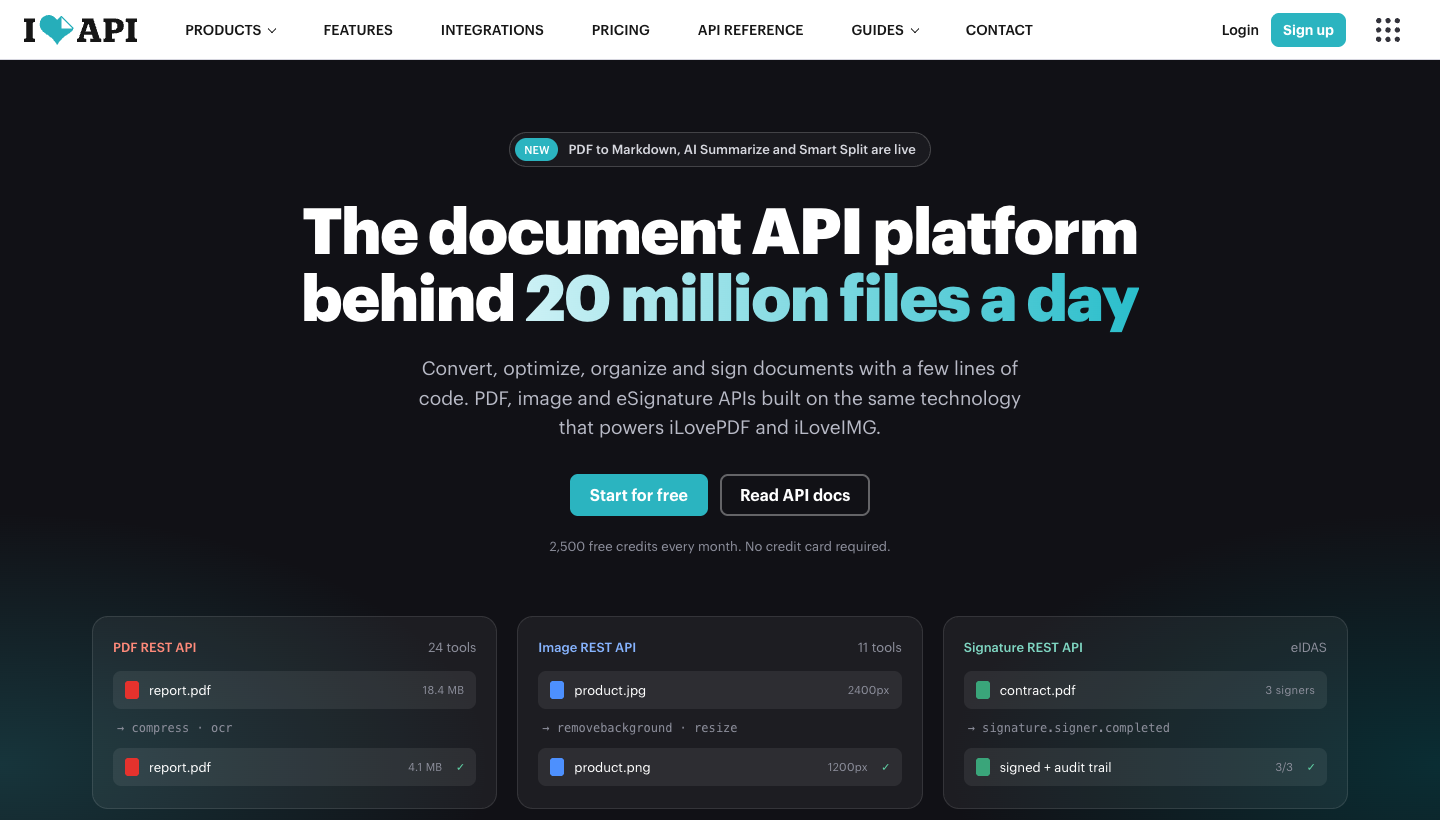 I API
PRODUCTS
FEATURES
INTEGRATIONS
PRICING
API REFERENCE
GUIDES
CONTACT
Login
Sign up
NEW PDF to Markdown, AI Summarize and Smart Split are live
The document API platform
behind 20 million files a day
Convert, optimize, organize and sign documents with a few lines of
code. PDF, image and eSignature APIs built on the same technology
that powers iLovePDF and iLoveIMG.
Start for free
Read API docs
2,500 free credits every month. No credit card required.
PDF REST API 24 tools
report.pdf 18.4 MB
→ compress · ocr
report.pdf 4.1 MB ✓
Image REST API 11 tools
product.jpg 2400px
→ removebackground · resize
product.png 1200px ✓
Signature REST API eIDAS
contract.pdf 3 signers
→ signature.signer.completed
signed + audit trail 3/3 ✓